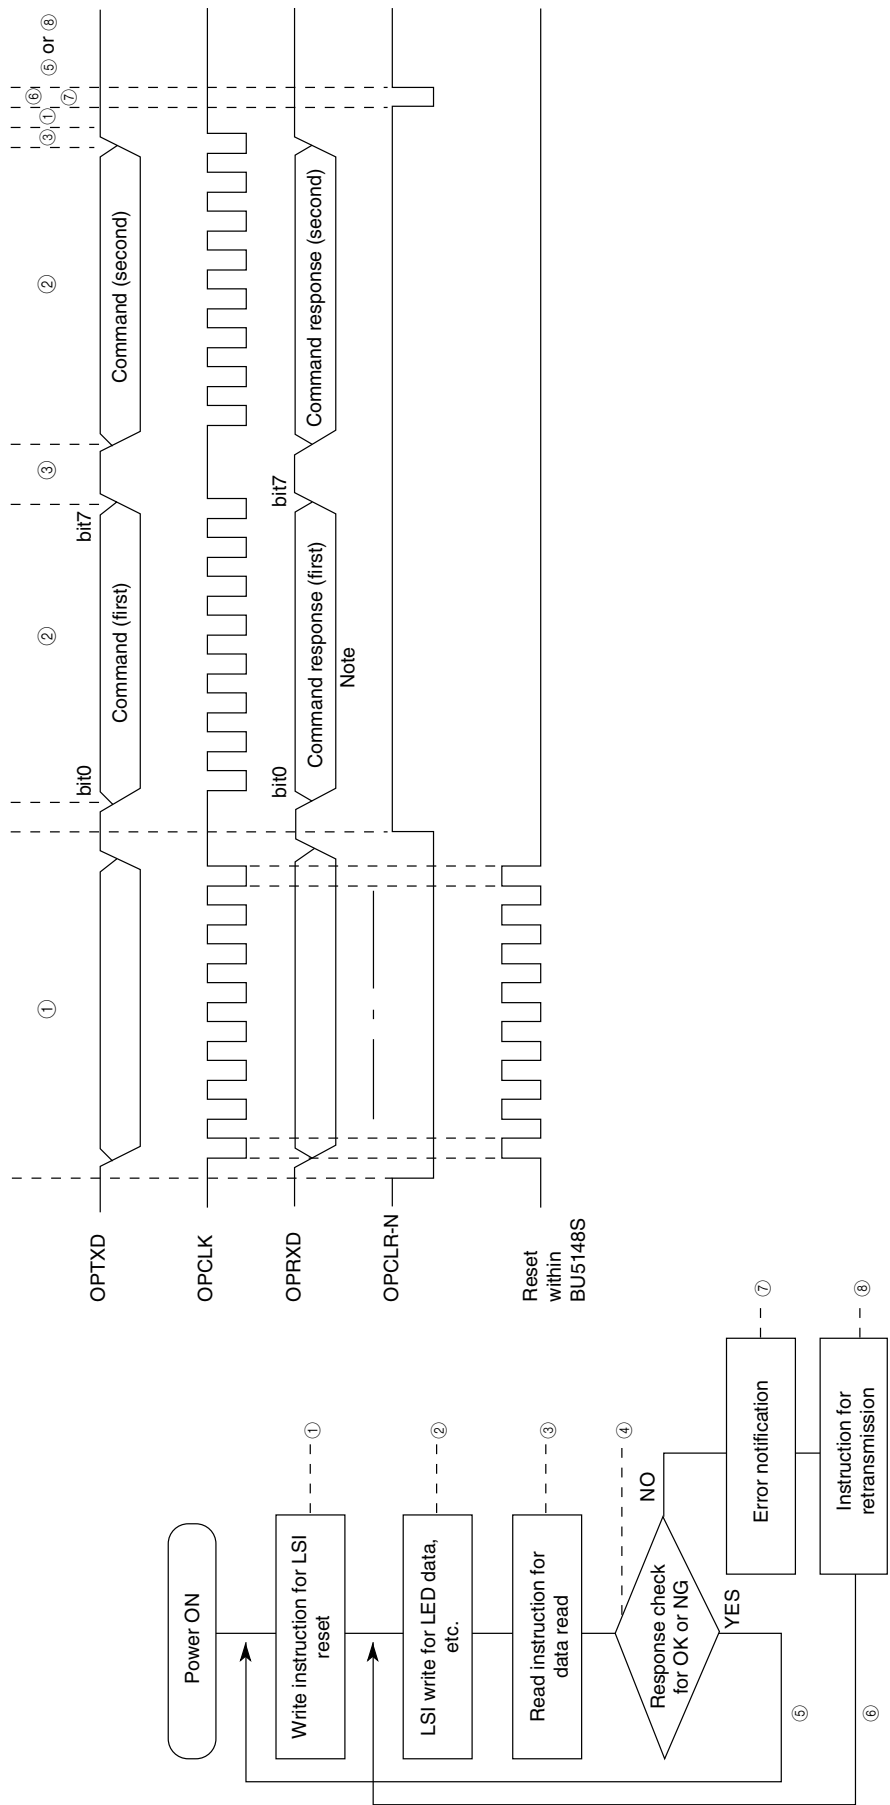 Power ON
Write instruction for LSI
reset
①
LSI write for LED data,
etc.
②
Read instruction for
data read
③
④
Response check
for OK or NG
NO
YES
Error notification
⑦
Instruction for
retransmission
⑧
⑤
⑥
① ② ③ ② ③ ① ⑥ ⑦ ⑤ or ⑧
OPTXD
bit0
bit7
Command (first)
Command (second)
OPCLK
OPRXD
bit0
bit7
Command response (first)
Command response (second)
Note
OPCLR-N
Reset
within
BU5148S